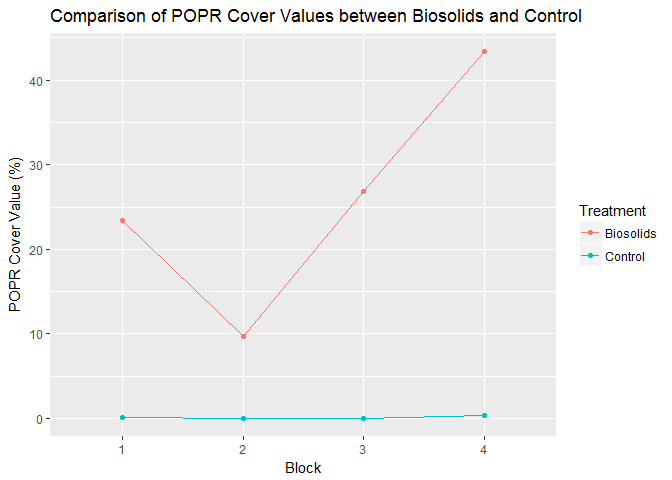 Comparison of POPR Cover Values between Biosolids and Control
POPR Cover Value (%)
40
30
20
10
0
1
2
3
4
Block
Treatment
Biosolids
Control